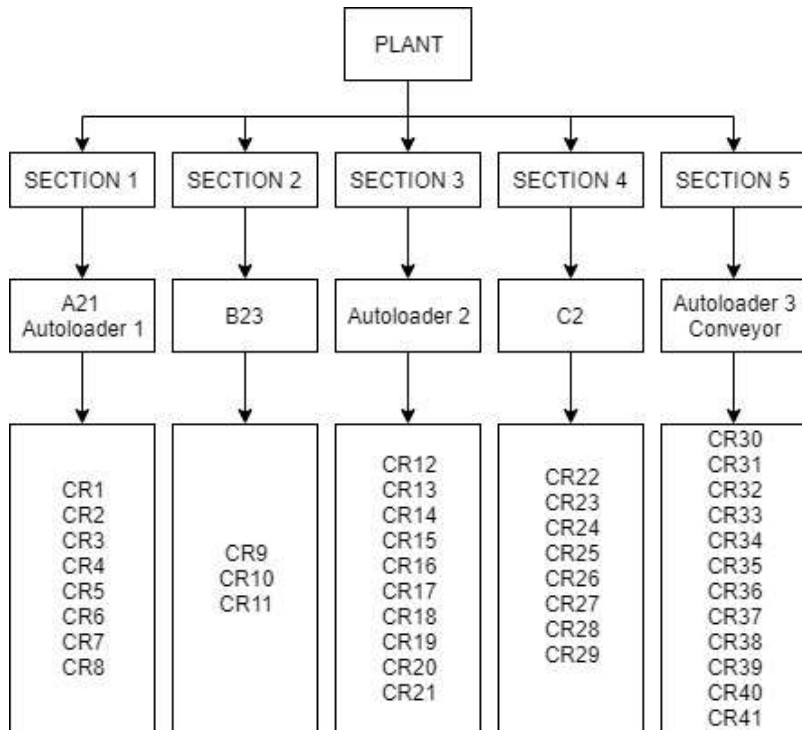 PLANT
SECTION 1
SECTION 2
SECTION 3
SECTION 4
SECTION 5
A21
Autoloader 1
B23
Autoloader 2
C2
Autoloader 3
Conveyor
CR1
CR2
CR3
CR4
CR5
CR6
CR7
CR8
CR9
CR10
CR11
CR12
CR13
CR14
CR15
CR16
CR17
CR18
CR19
CR20
CR21
CR22
CR23
CR24
CR25
CR26
CR27
CR28
CR29
CR30
CR31
CR32
CR33
CR34
CR35
CR36
CR37
CR38
CR39
CR40
CR41